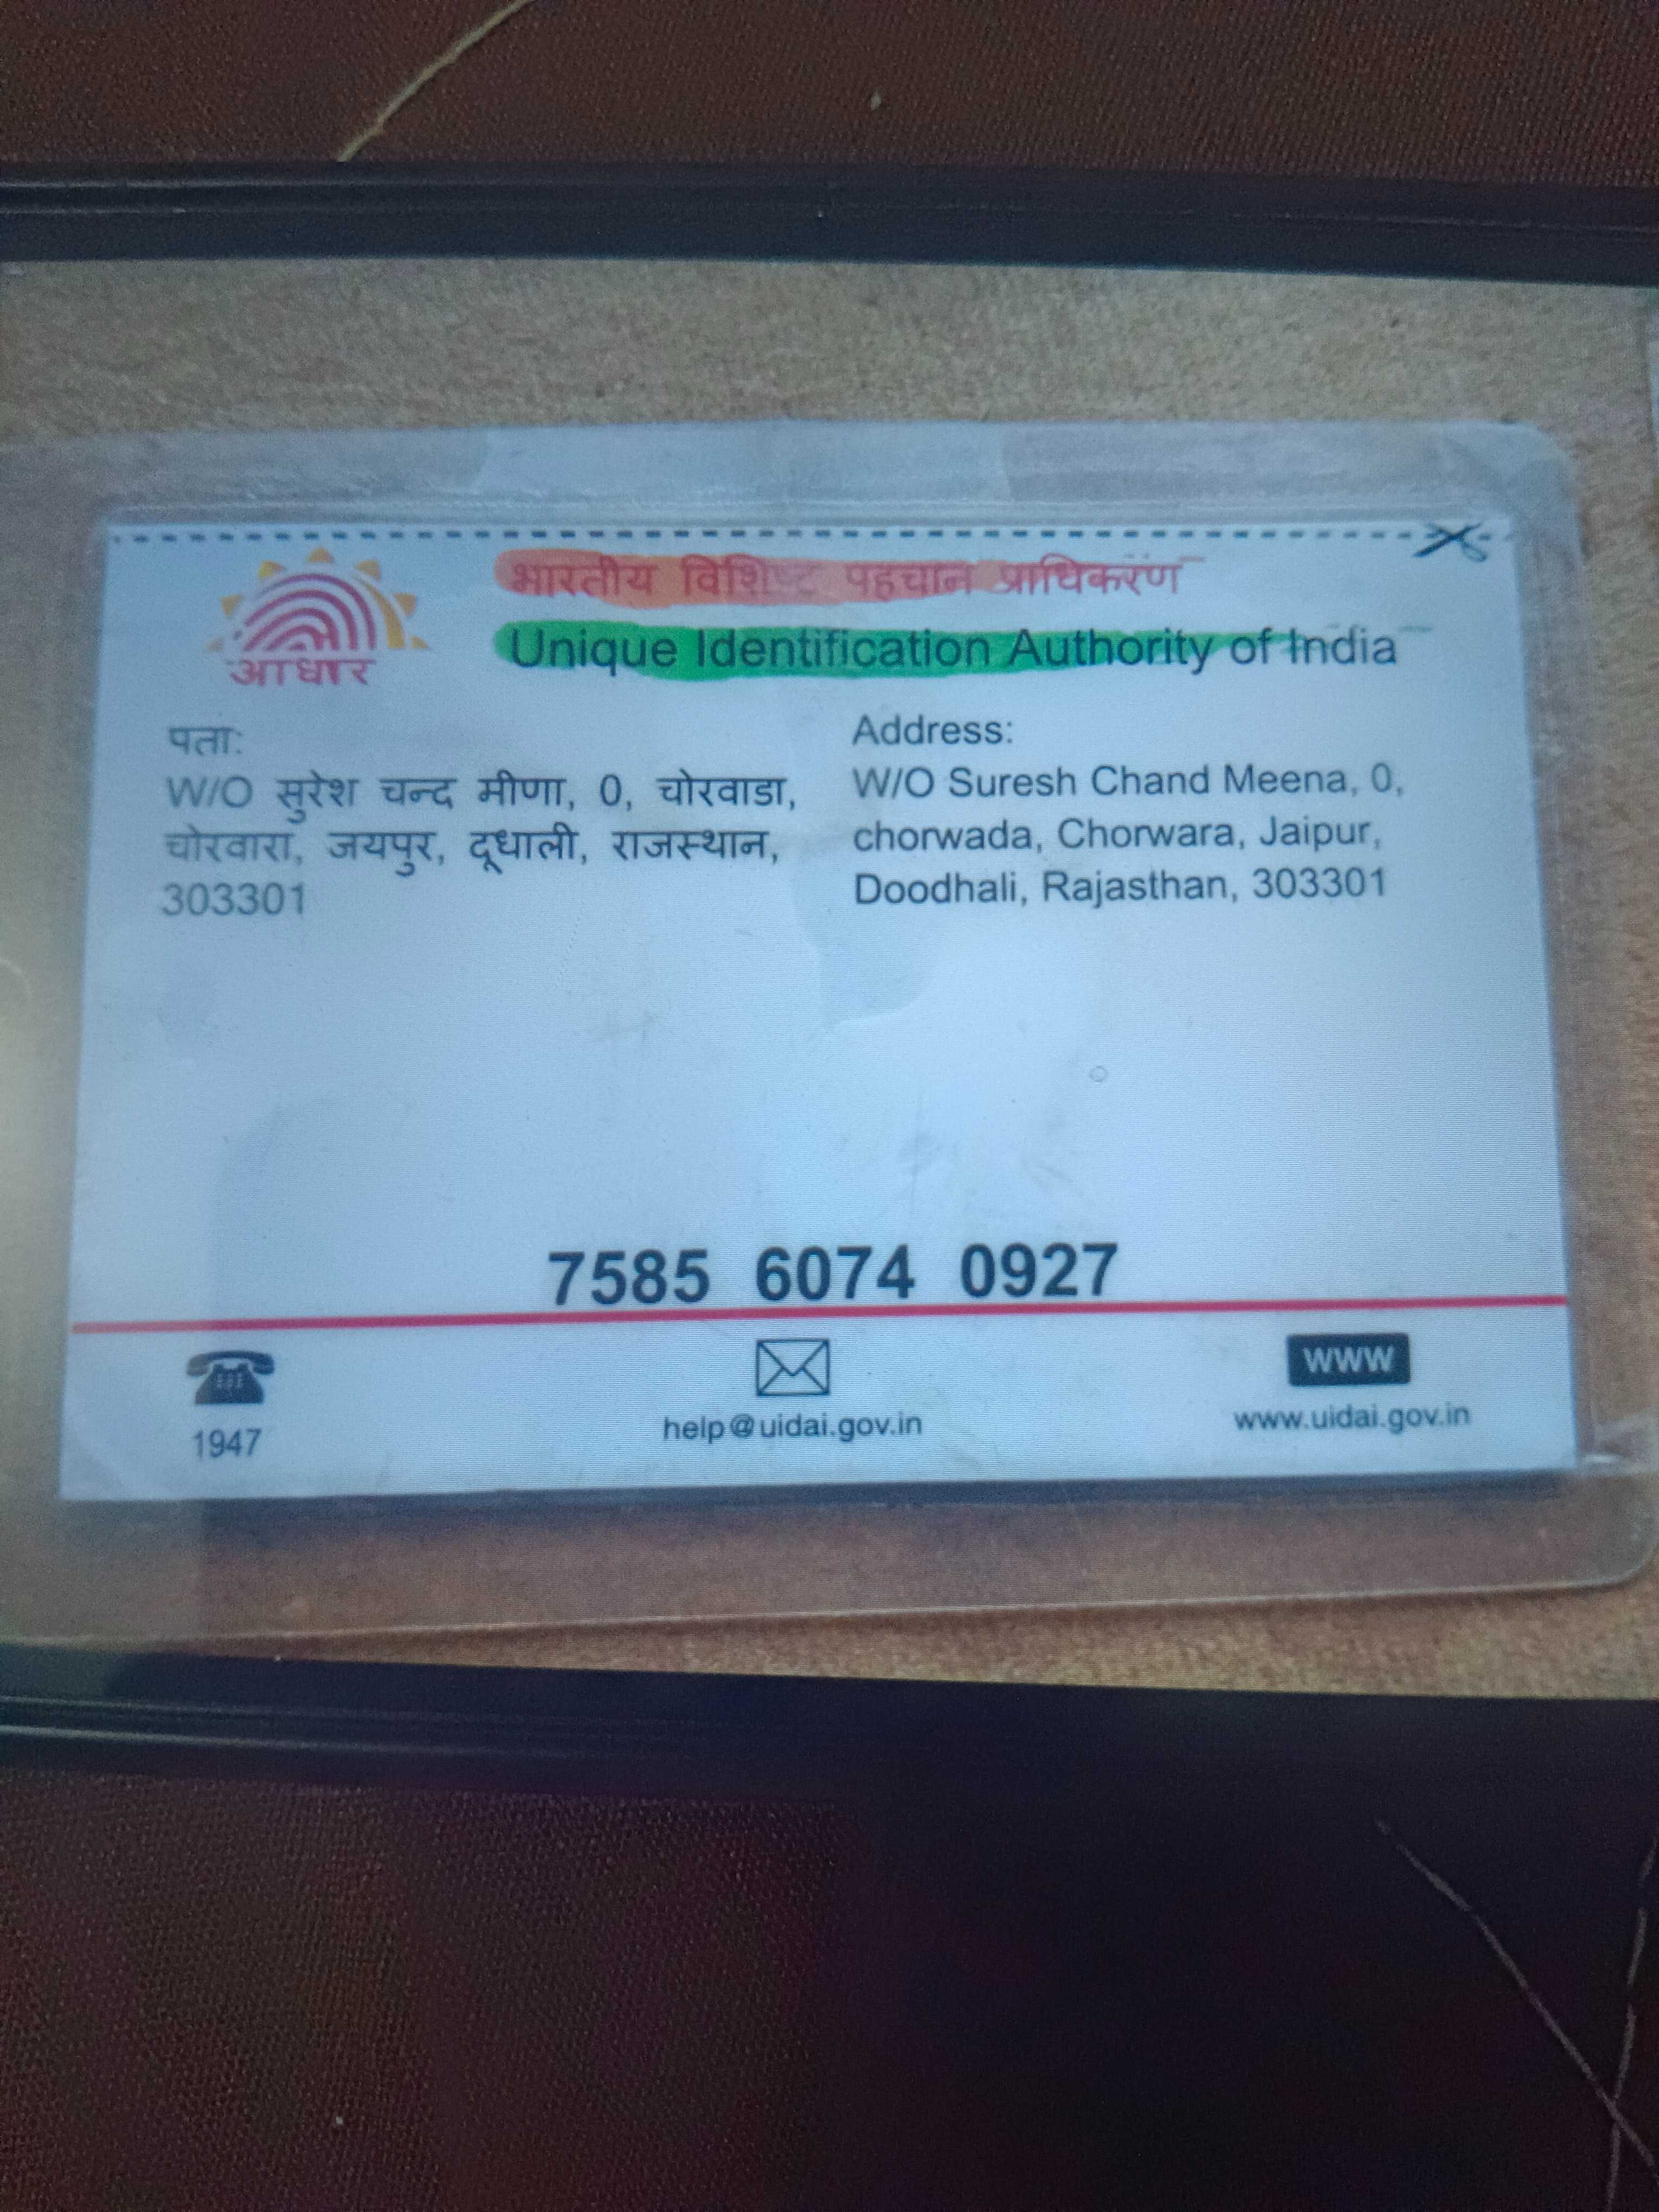 भारतीय विशिष्ट पहचान प्राधिकरण
Unique Identification Authority of India
आधार
पता:
W/O सुरेश चन्द मीणा, 0, चोरवाडा,
चोरवारा, जयपुर, दूधाली, राजस्थान,
303301
Address:
W/O Suresh Chand Meena, 0,
chorwada, Chorwara, Jaipur,
Doodhali, Rajasthan, 303301
7585 6074 0927
1947
help@uidai.gov.in
WWW
www.uidai.gov.in